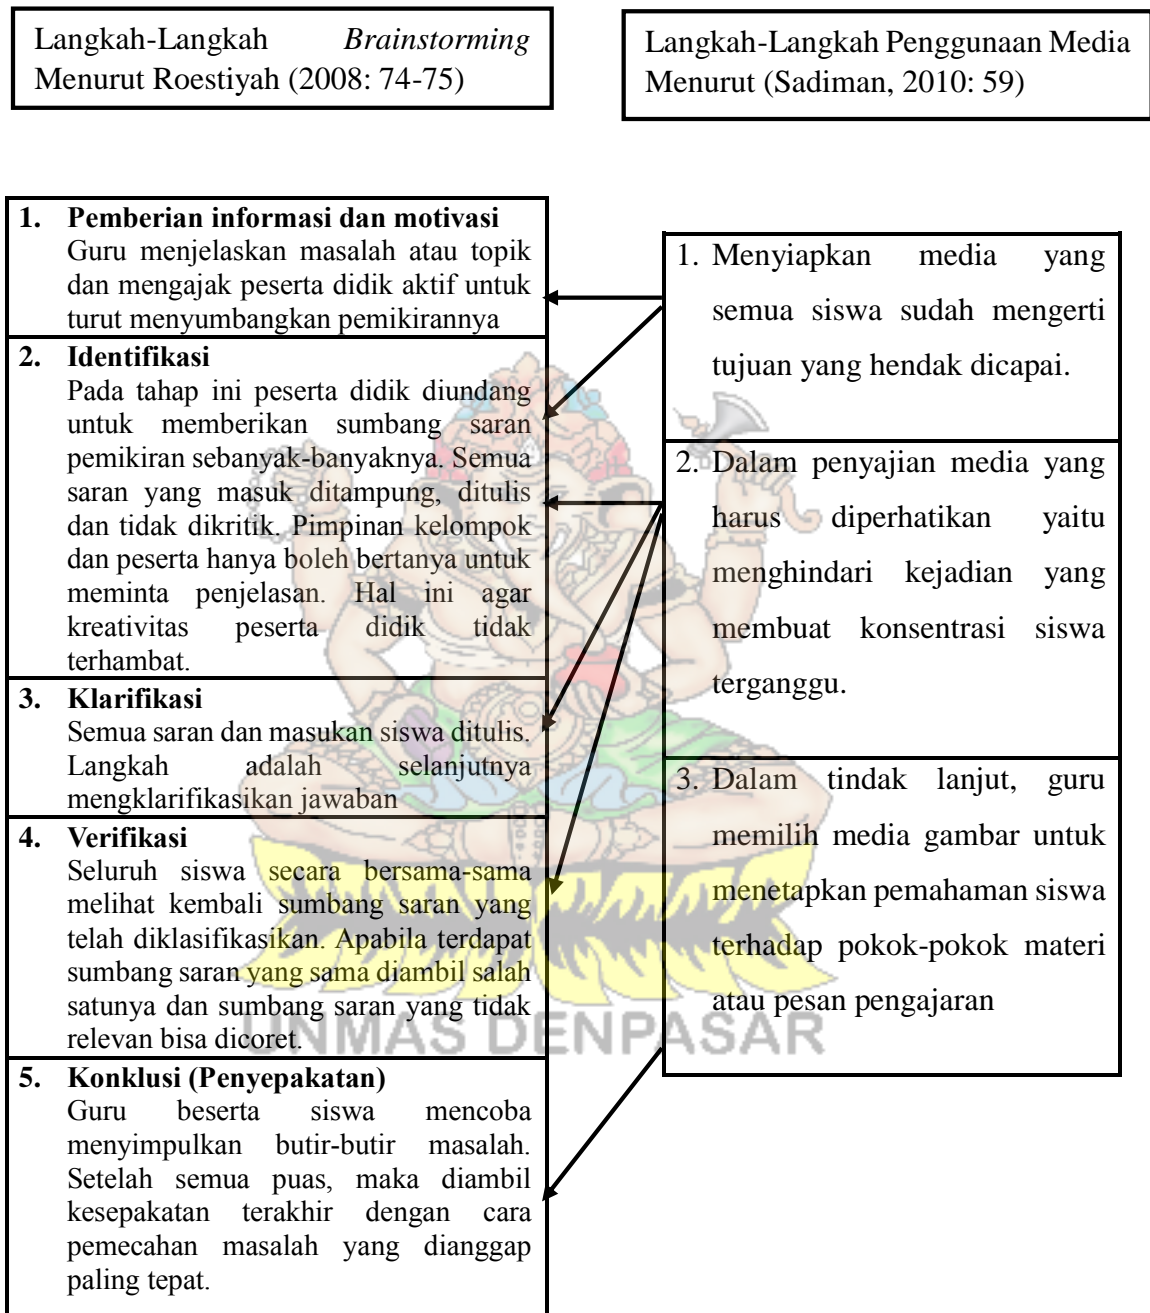 Langkah-Langkah Brainstorming
Menurut Roestiyah (2008: 74-75)
Langkah-Langkah Penggunaan Media
Menurut (Sadiman, 2010: 59)
1. Pemberian informasi dan motivasi
Guru menjelaskan masalah atau topik
dan mengajak peserta didik aktif untuk
turut menyumbangkan pemikirannya
2. Identifikasi
Pada tahap ini peserta didik diundang
untuk memberikan sumbang saran
pemikiran sebanyak-banyaknya. Semua
saran yang masuk ditampung, ditulis
dan tidak dikritik. Pimpinan kelompok
dan peserta hanya boleh bertanya untuk
meminta penjelasan. Hal ini agar
kreativitas peserta didik tidak
terhambat.
3. Klarifikasi
Semua saran dan masukan siswa ditulis.
Langkah adalah selanjutnya
mengklarifikasikan jawaban
4. Verifikasi
Seluruh siswa secara bersama-sama
melihat kembali sumbang saran yang
telah diklasifikasikan. Apabila terdapat
sumbang saran yang sama diambil salah
satunya dan sumbang saran yang tidak
relevan bisa dicoret.
5. Konklusi (Penyepakatan)
Guru beserta siswa mencoba
menyimpulkan butir-butir masalah.
Setelah semua puas, maka diambil
kesepakatan terakhir dengan cara
pemecahan masalah yang dianggap
paling tepat.
1. Menyiapkan media yang
semua siswa sudah mengerti
tujuan yang hendak dicapai.
2. Dalam penyajian media yang
harus diperhatikan yaitu
menghindari kejadian yang
membuat konsentrasi siswa
terganggu.
3. Dalam tindak lanjut, guru
memilih media gambar untuk
menetapkan pemahaman siswa
terhadap pokok-pokok materi
atau pesan pengajaran
UNMAS DENPASAR